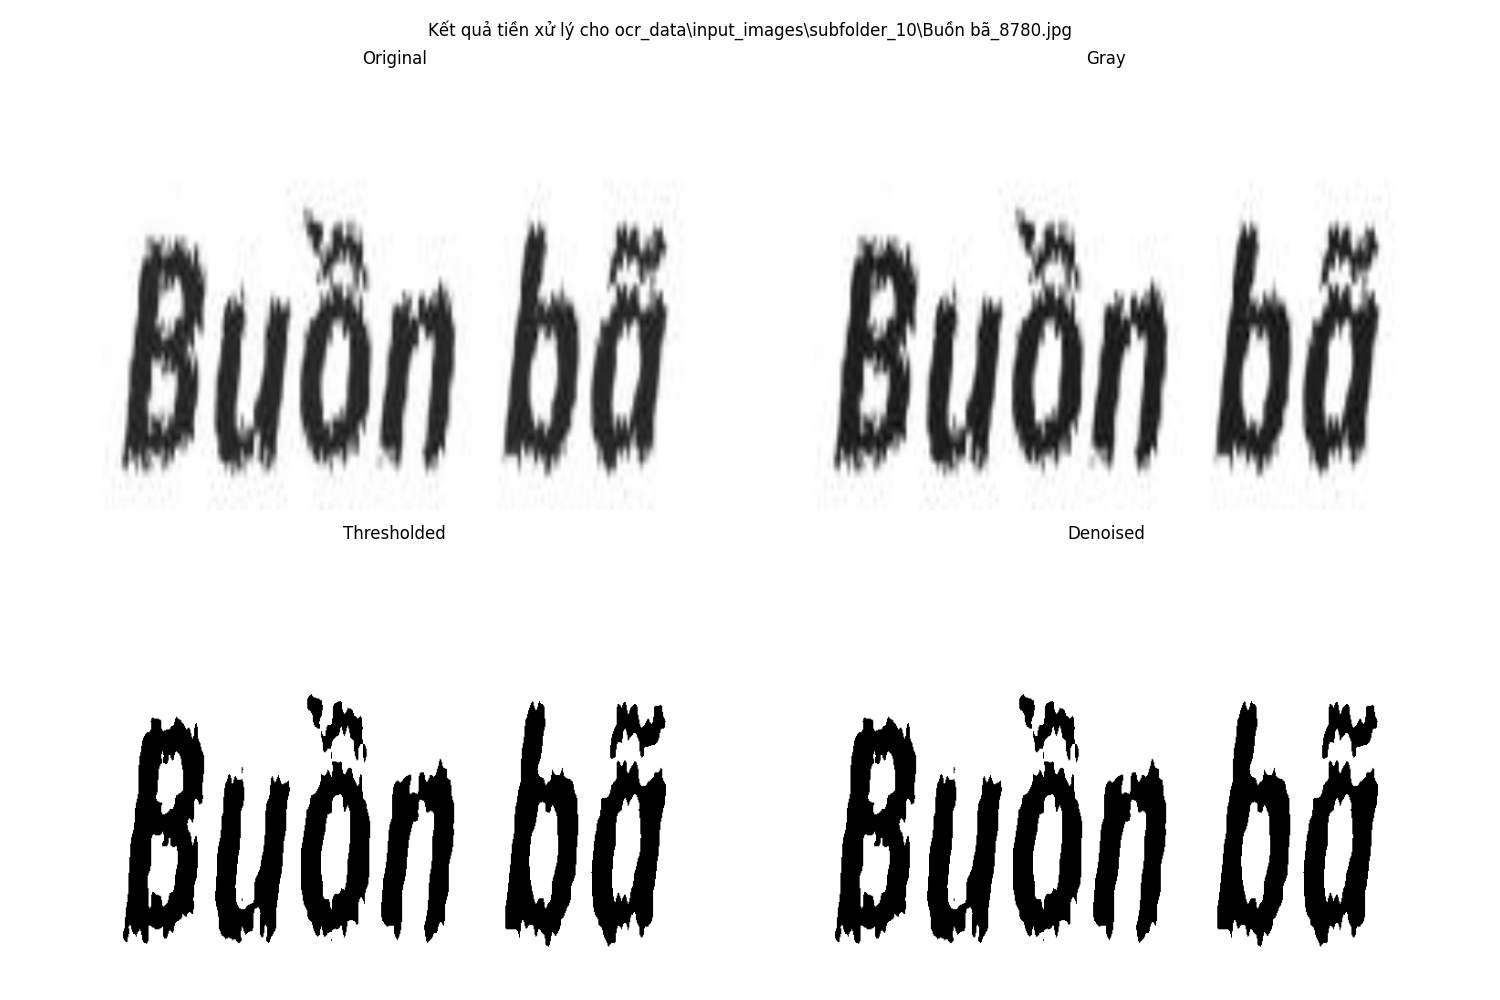 Kết quả tiền xử lý cho ocr_data\input_images\subfolder_10\Buồn bã_8780.jpg
Original
Gray
Buồn bã
Buồn bã
Thresholded
Denoised
Buồn bã
Buồn bã